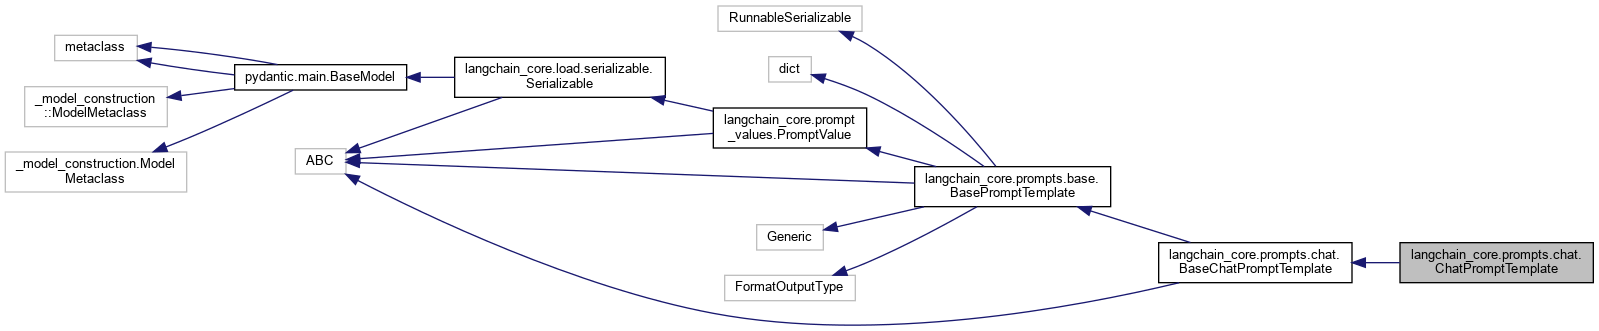 RunnableSerializable
metaclass
dict
pydantic.main.BaseModel
langchain_core.load.serializable.
Serializable
_model_construction
::ModelMetaclass
langchain_core.prompt
_values.PromptValue
_model_construction.Model
Metaclass
ABC
langchain_core.prompts.base.
BasePromptTemplate
Generic
langchain_core.prompts.chat.
BaseChatPromptTemplate
langchain_core.prompts.chat.
ChatPromptTemplate
FormatOutputType